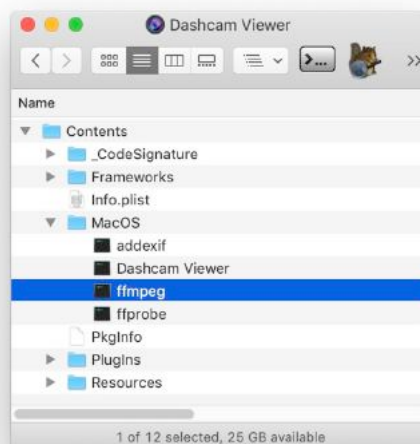 Dashcam Viewer
Name
Contents
_CodeSignature
Frameworks
Info.plist
MacOS
addexif
Dashcam Viewer
ffmpeg
ffprobe
PkgInfo
PlugIns
Resources
1 of 12 selected, 25 GB available